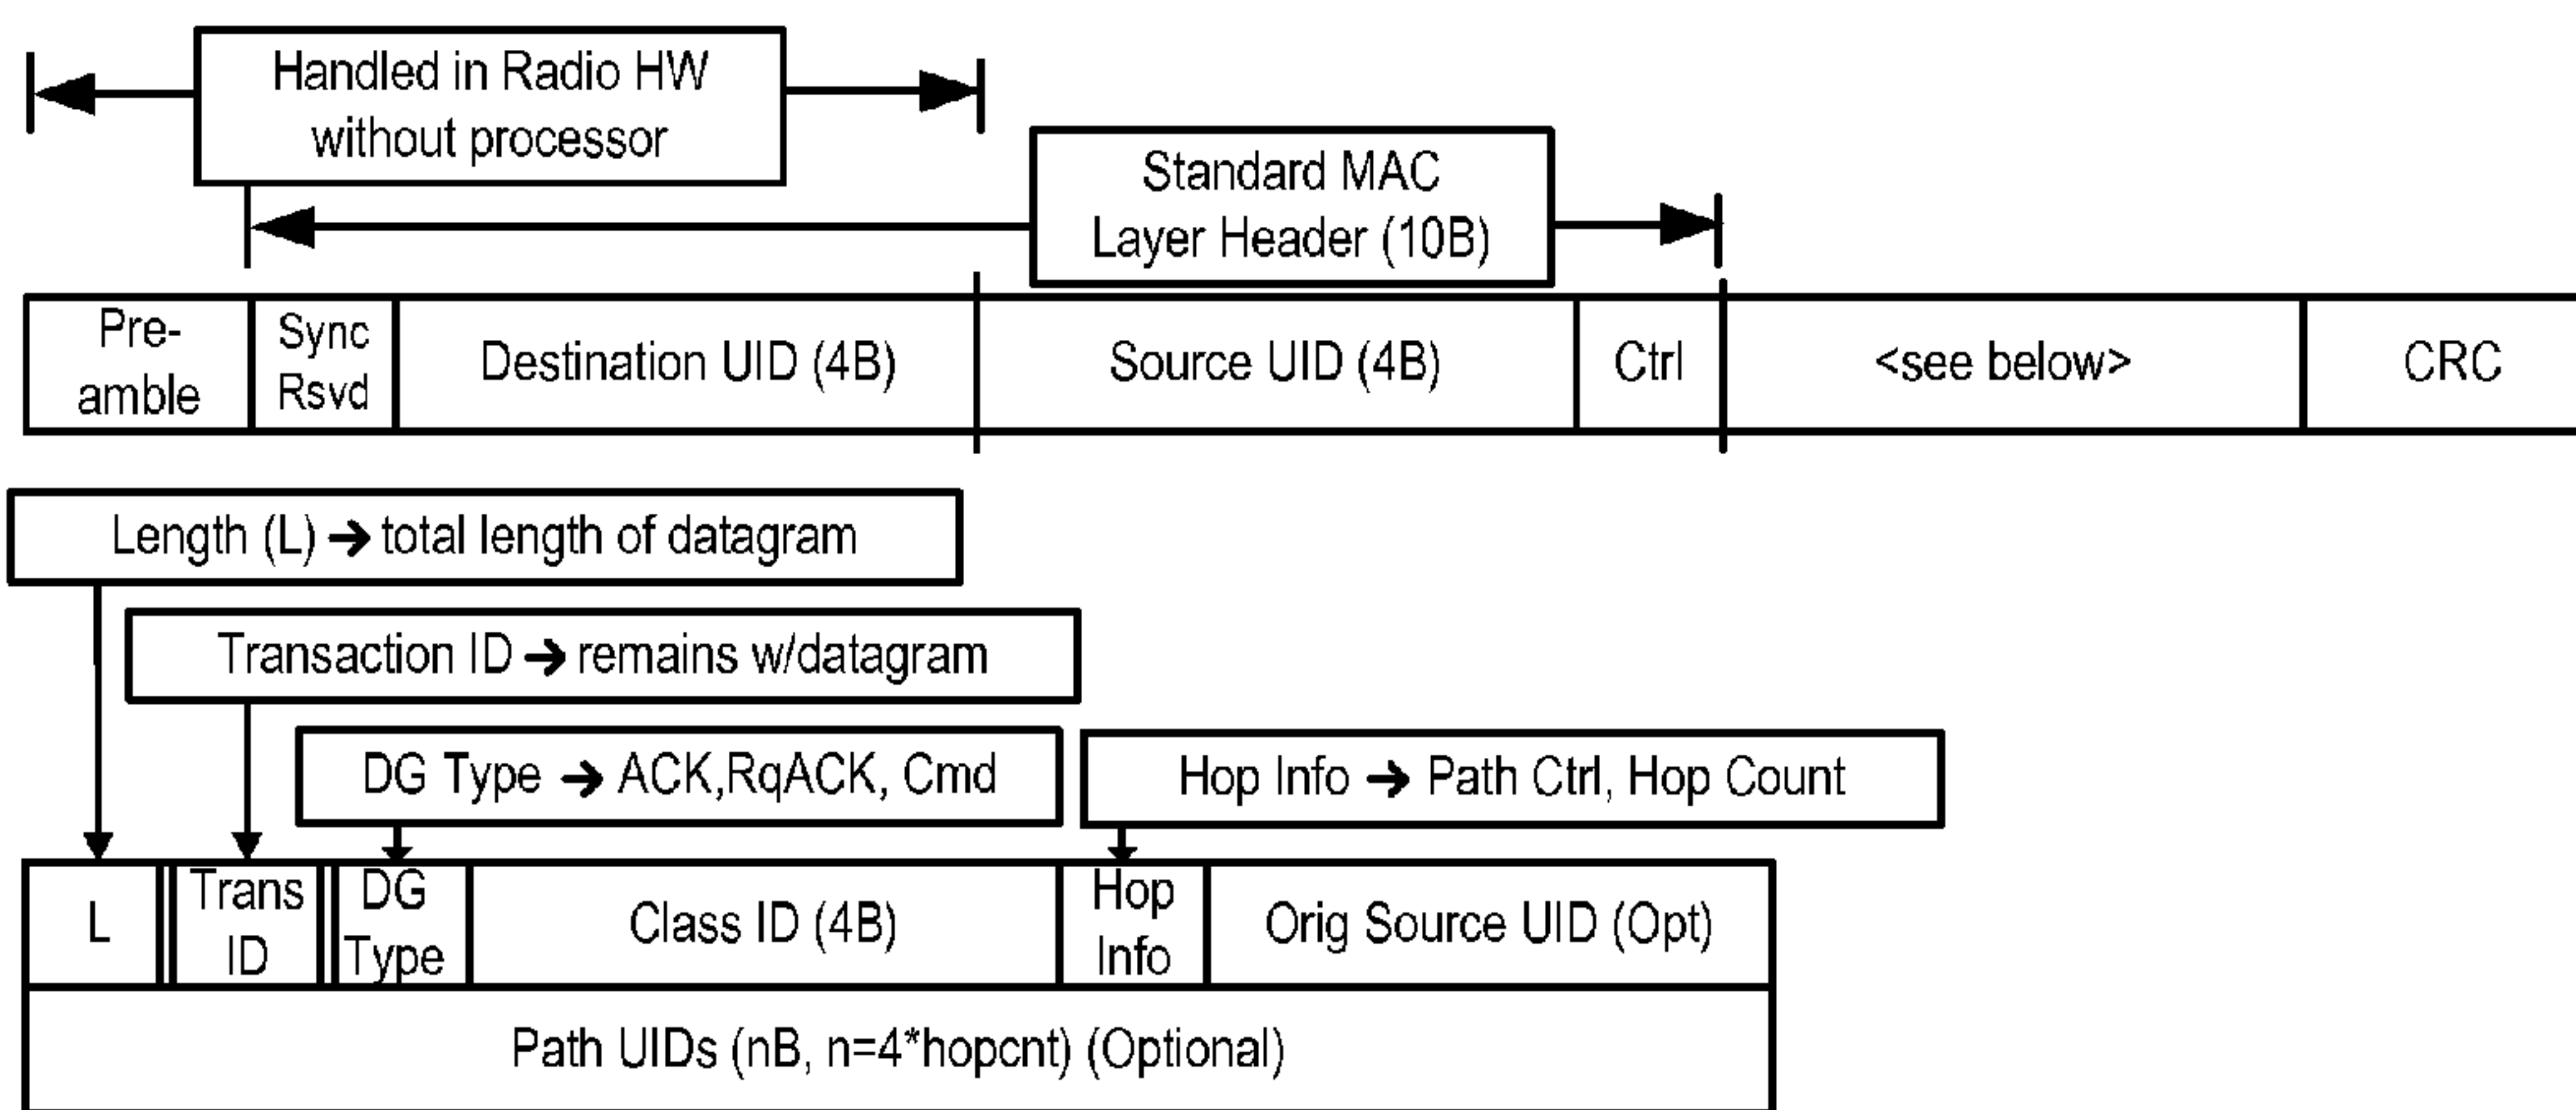 Handled in Radio HW
without processor
Standard MAC
Layer Header (10B)
Pre-
amble
Sync
Rsvd
Destination UID (4B)
Source UID (4B)
Ctrl
<see below>
CRC
Length (L) → total length of datagram
Transaction ID → remains w/datagram
DG Type → ACK,RqACK, Cmd
Hop Info → Path Ctrl, Hop Count
L
Trans
ID
DG
Type
Class ID (4B)
Hop
Info
Orig Source UID (Opt)
Path UIDs (nB, n=4*hopcnt) (Optional)